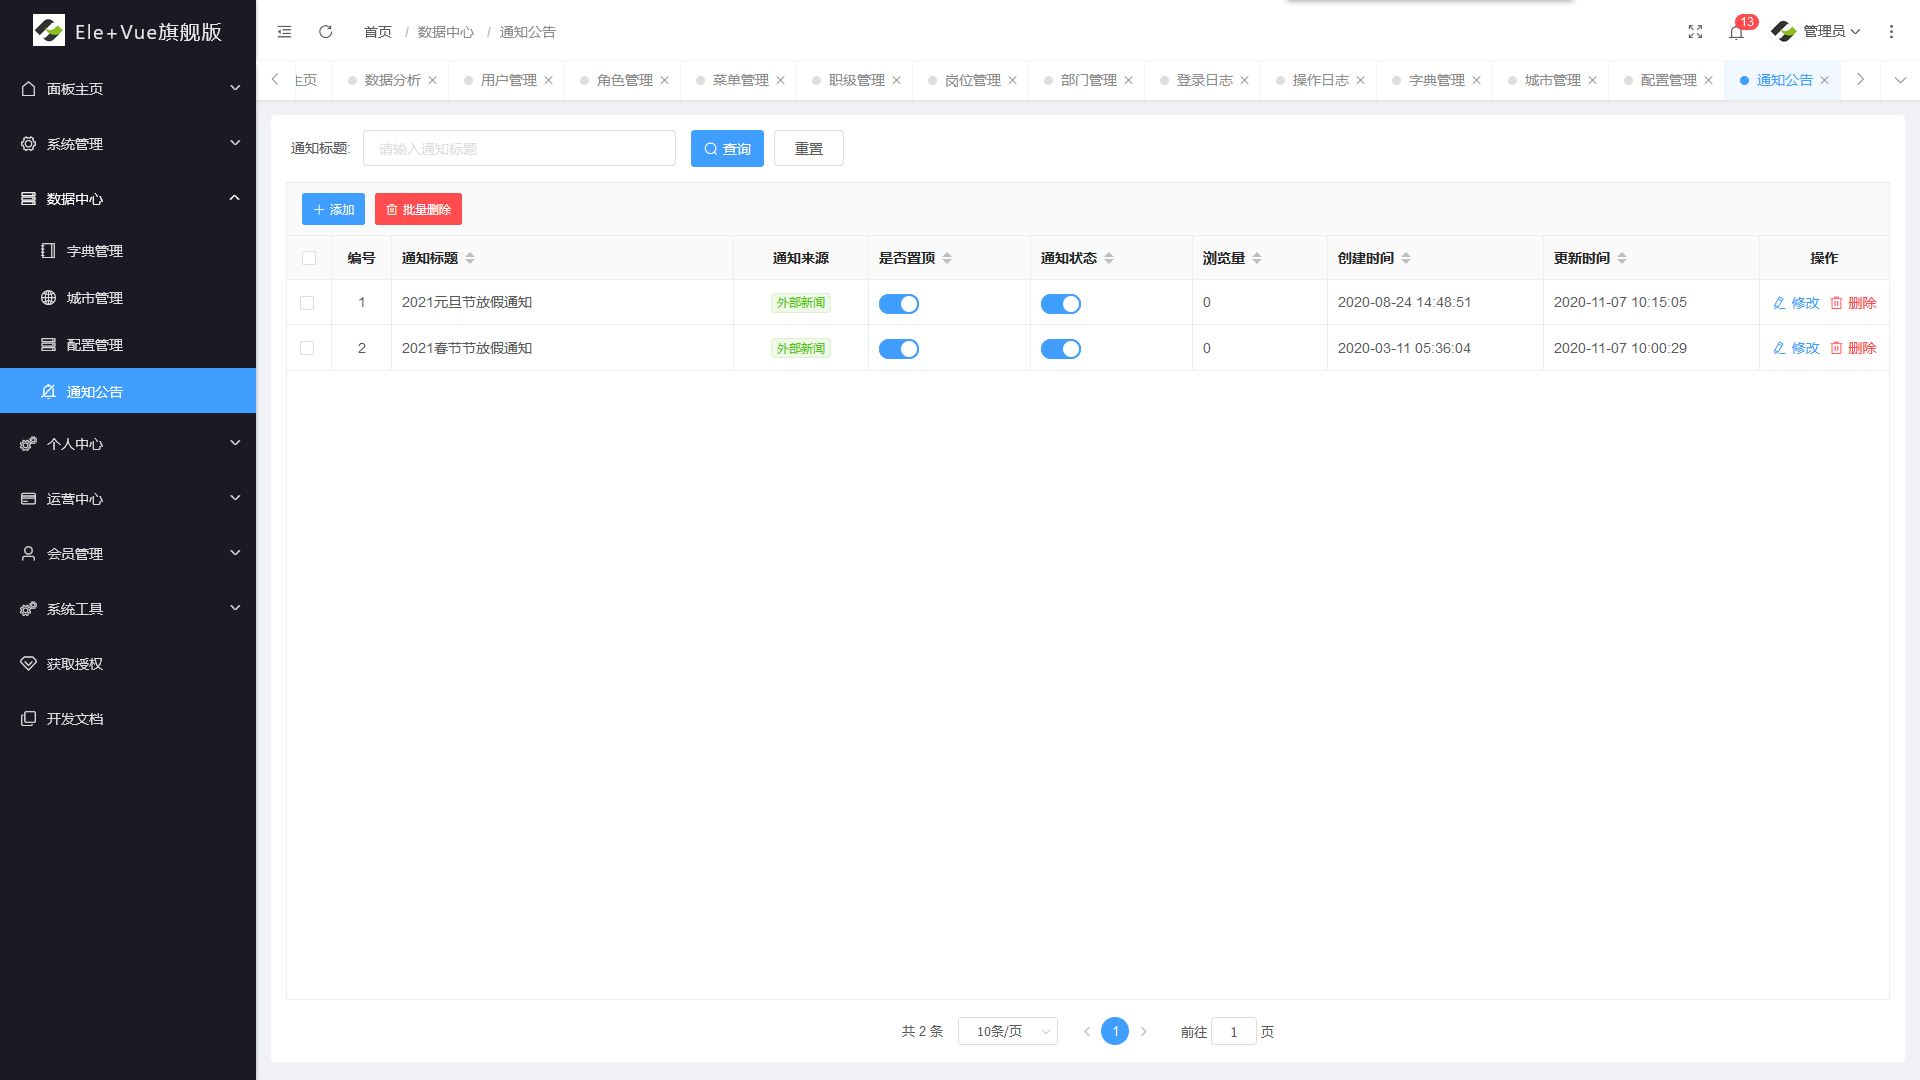 Ele+Vue旗舰版
面板主页
系统管理
数据中心
字典管理
城市管理
配置管理
通知公告
个人中心
运营中心
会员管理
系统工具
获取授权
开发文档
首页 / 数据中心 / 通知公告
13
管理员
主页 数据分析 用户管理 角色管理 菜单管理 职级管理 岗位管理 部门管理 登录日志 操作日志 字典管理 城市管理 配置管理 通知公告
通知标题: 请输入通知标题 查询 重置
添加 批量删除
编号 通知标题 通知来源 是否置顶 通知状态 浏览量 创建时间 更新时间 操作
1 2021元旦节放假通知 外部新闻 0 2020-08-24 14:48:51 2020-11-07 10:15:05 修改 删除
2 2021春节节放假通知 外部新闻 0 2020-03-11 05:36:04 2020-11-07 10:00:29 修改 删除
共 2 条 10条/页 1 前往 1 页